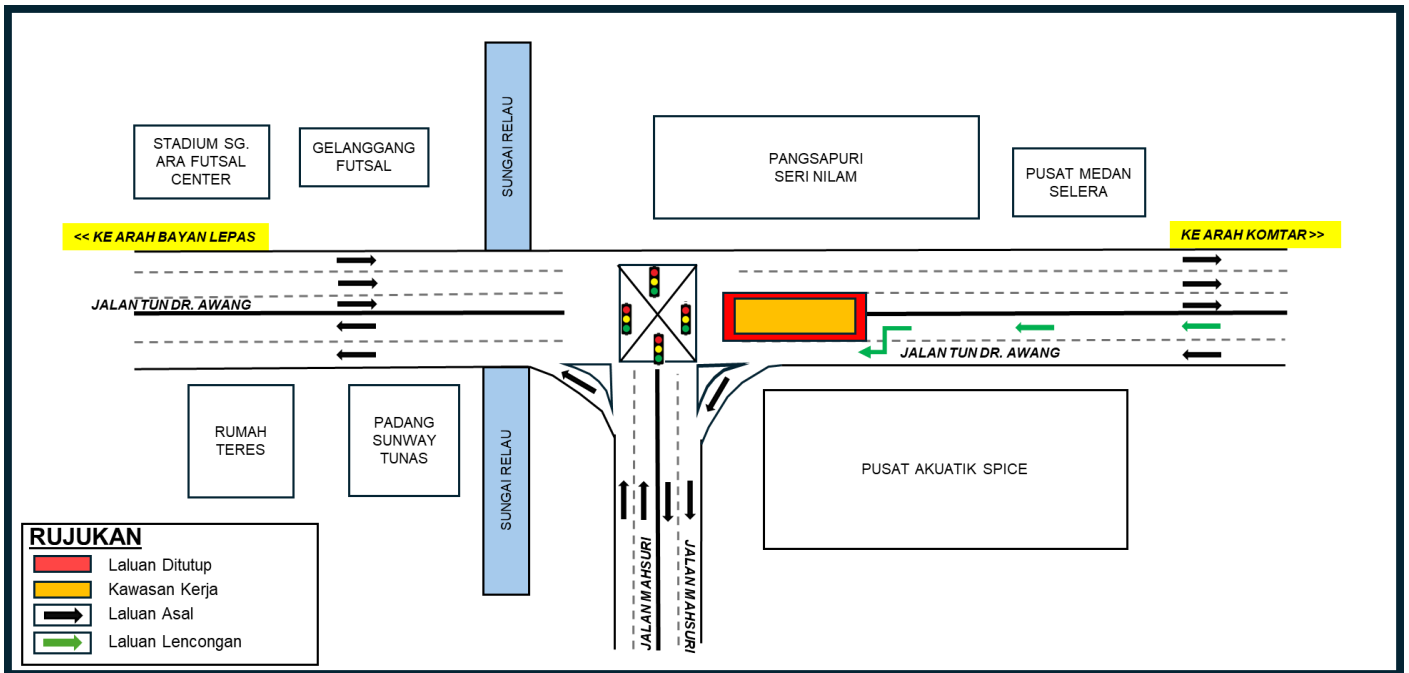 STADIUM SG.
ARA FUTSAL
CENTER
GELANGGANG
FUTSAL
SUNGAI RELAU
PANGSAPURI
SERI NILAM
PUSAT MEDAN
SELERA
<< KE ARAH BAYAN LEPAS
KE ARAH KOMTAR >>
JALAN TUN DR. AWANG
JALAN TUN DR. AWANG
RUMAH
TERES
PADANG
SUNWAY
TUNAS
SUNGAI RELAU
PUSAT AKUATIK SPICE
JALAN MAHSURI
JALAN MAHSURI
RUJUKAN
Laluan Ditutup
Kawasan Kerja
Laluan Asal
Laluan Lencongan